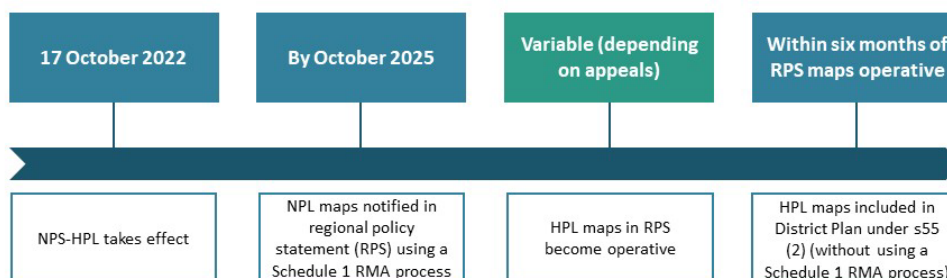 17 October 2022
By October 2025
Variable (depending
on appeals)
Within six months of
RPS maps operative
NPS-HPL takes effect
NPL maps notified in
regional policy
statement (RPS) using a
Schedule 1 RMA process
HPL maps in RPS
become operative
HPL maps included in
District Plan under s55
(2) (without using a
Schedule 1 RMA process)